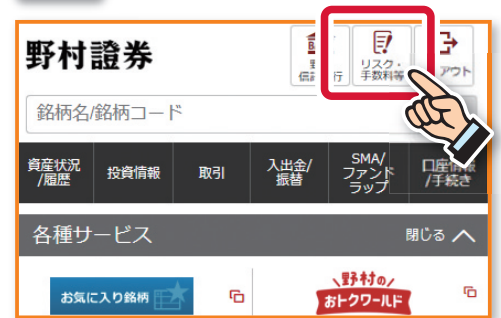 野村證券
リスク・
手数料等
銘柄名/銘柄コード
資産状況
/履歴
投資情報
取引
入出金/
振替
SMA/
ファンド
ラップ
口座情報
/手続き
各種サービス
閉じる
お気に入り銘柄
野村の
おトクワールド